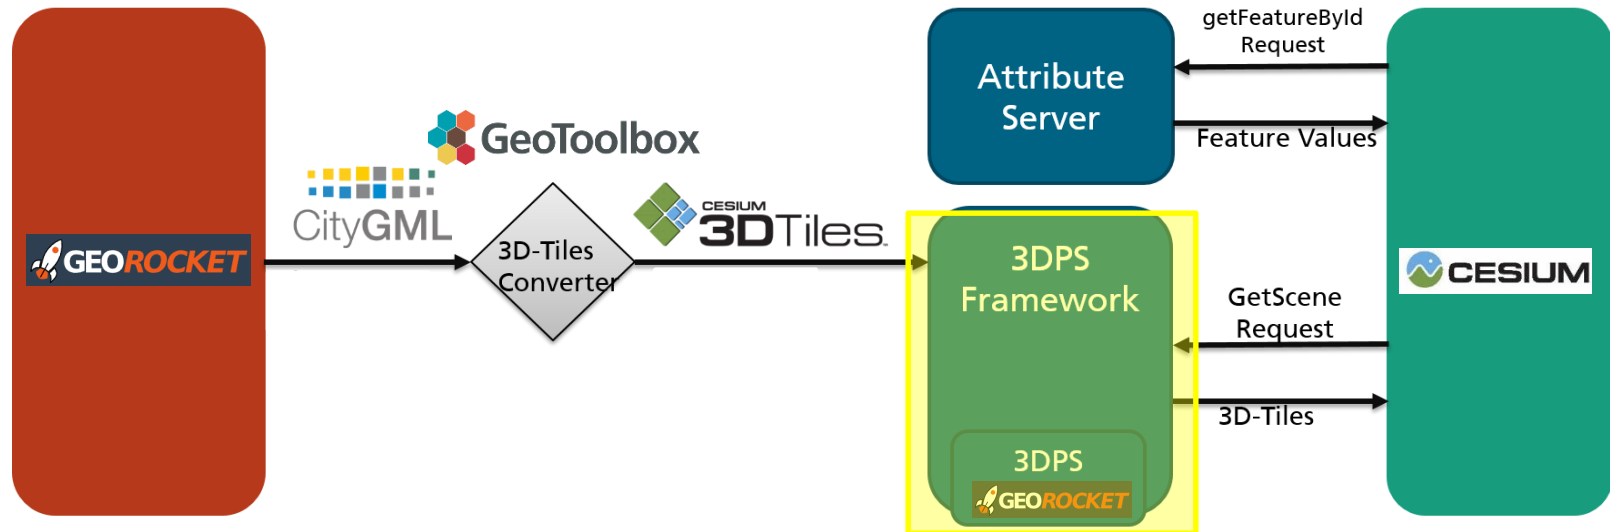 GEOROCKET
CityGML
GeoToolbox
3D-Tiles
Converter
CESIUM
3DTiles
Attribute
Server
getFeatureById
Request
Feature Values
3DPS
Framework
GetScene
Request
3D-Tiles
3DPS
GEOROCKET
CESIUM